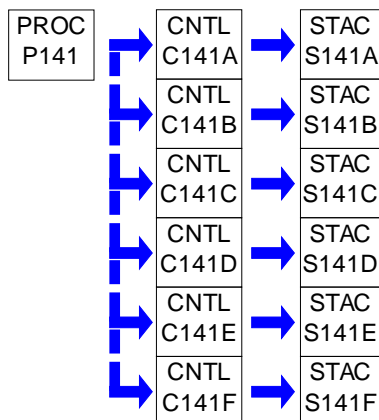 PROC
P141
CNTL
C141A
STAC
S141A
CNTL
C141B
STAC
S141B
CNTL
C141C
STAC
S141C
CNTL
C141D
STAC
S141D
CNTL
C141E
STAC
S141E
CNTL
C141F
STAC
S141F